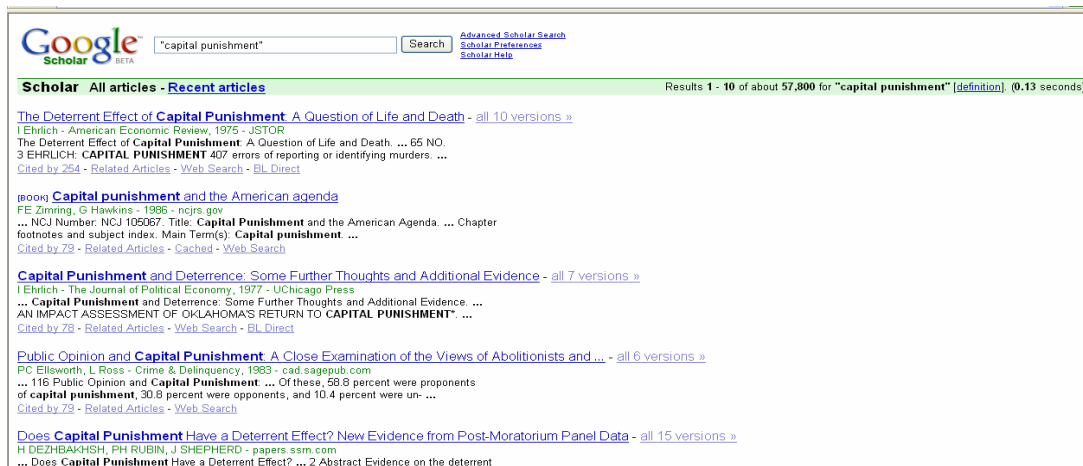 Google™
Scholar BETA
"capital punishment"
Search
Advanced Scholar Search
Scholar Preferences
Scholar Help
Scholar All articles - Recent articles
Results 1 - 10 of about 57,800 for "capital punishment" [definition]. (0.13 seconds)
The Deterrent Effect of Capital Punishment: A Question of Life and Death - all 10 versions »
I Ehrlich - American Economic Review, 1975 - JSTOR
The Deterrent Effect of Capital Punishment: A Question of Life and Death. ... 65 NO.
3 EHRLICH: CAPITAL PUNISHMENT 407 errors of reporting or identifying murders. ...
Cited by 254 - Related Articles - Web Search - BL Direct
[BOOK] Capital punishment and the American agenda
FE Zimring, G Hawkins - 1986 - ncjrs.gov
... NCJ Number: NCJ 105067. Title: Capital Punishment and the American Agenda. ... Chapter
footnotes and subject index. Main Term(s): Capital punishment. ...
Cited by 79 - Related Articles - Cached - Web Search
Capital Punishment and Deterrence: Some Further Thoughts and Additional Evidence - all 7 versions »
I Ehrlich - The Journal of Political Economy, 1977 - UChicago Press
... Capital Punishment and Deterrence: Some Further Thoughts and Additional Evidence. ...
AN IMPACT ASSESSMENT OF OKLAHOMA'S RETURN TO CAPITAL PUNISHMENT*. ...
Cited by 78 - Related Articles - Web Search - BL Direct
Public Opinion and Capital Punishment: A Close Examination of the Views of Abolitionists and ... - all 6 versions »
PC Ellsworth, L Ross - Crime & Delinquency, 1983 - cad.sagepub.com
... 116 Public Opinion and Capital Punishment: ... Of these, 58.8 percent were proponents
of capital punishment, 30.8 percent were opponents, and 10.4 percent were un- ...
Cited by 79 - Related Articles - Web Search
Does Capital Punishment Have a Deterrent Effect? New Evidence from Post-Moratorium Panel Data - all 15 versions »
H DEZHBAKHSH, PH RUBIN, J SHEPHERD - papers.ssrn.com
... Does Capital Punishment Have a Deterrent Effect? ... 2 Abstract Evidence on the deterrent